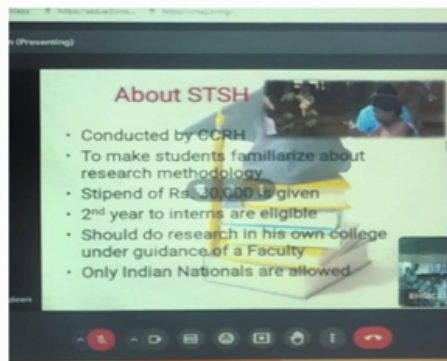 (Presenting)
About STSH
• Conducted by CCRH
• To make students familiarize about
research methodology
• Stipend of Rs. 30,000 is given
• 2nd year to interns are eligible
• Should do research in his own college
under guidance of a Faculty
• Only Indian Nationals are allowed
deen